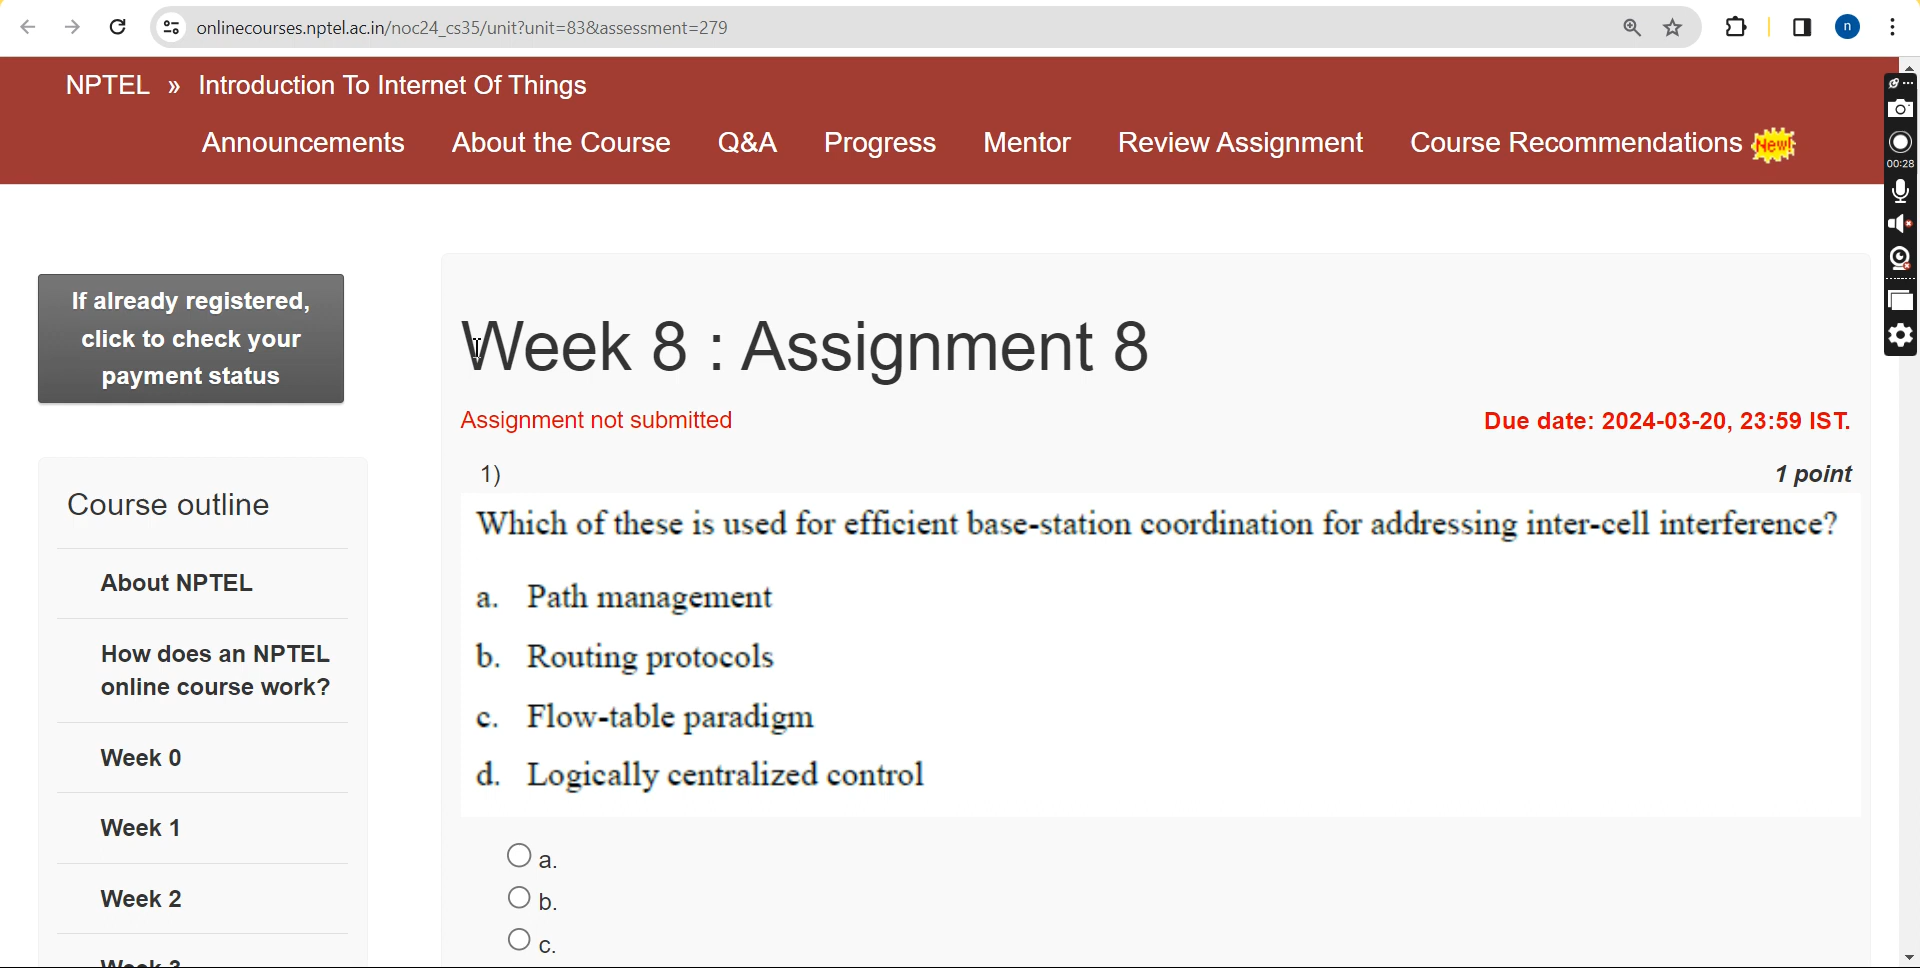 onlinecourses.nptel.ac.in/noc24_cs35/unit?unit=83&assessment=279
n
NPTEL » Introduction To Internet Of Things
Announcements About the Course Q&A Progress Mentor Review Assignment Course Recommendations New!
00:28
If already registered,
click to check your
payment status
Week 8 : Assignment 8
Assignment not submitted
Due date: 2024-03-20, 23:59 IST.
Course outline
About NPTEL
How does an NPTEL
online course work?
Week 0
Week 1
Week 2
Week 3
1)
1 point
Which of these is used for efficient base-station coordination for addressing inter-cell interference?
a. Path management
b. Routing protocols
c. Flow-table paradigm
d. Logically centralized control
a.
b.
c.